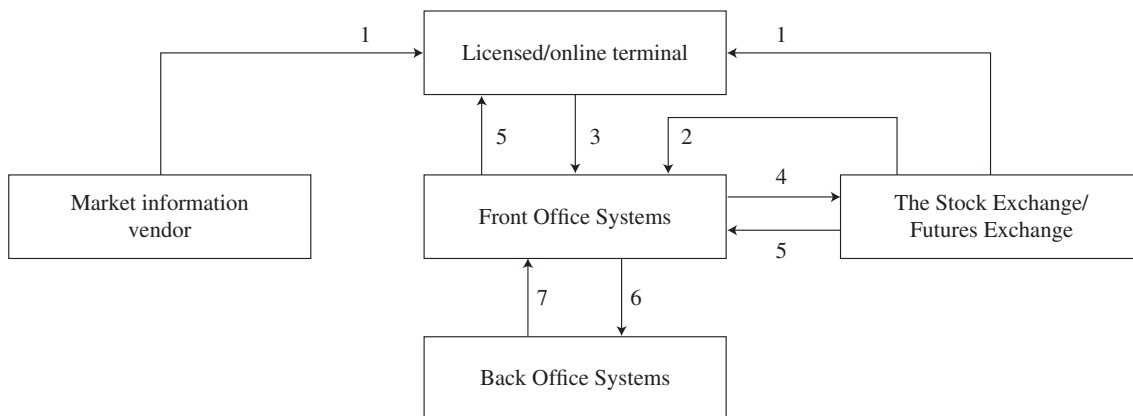 1
1
Licensed/online terminal
5
3
2
Market information
vendor
Front Office Systems
4
5
The Stock Exchange/
Futures Exchange
7
6
Back Office Systems